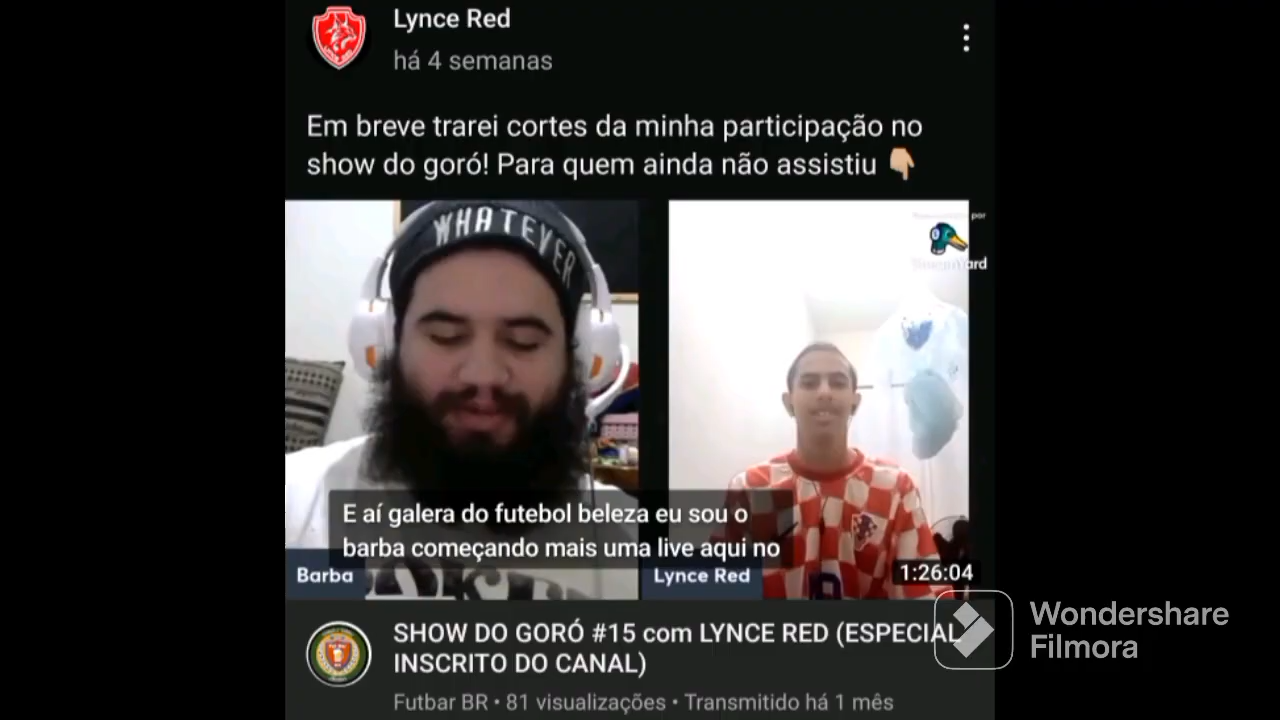 Lynce Red
há 4 semanas
Em breve trarei cortes da minha participação no
show do goró! Para quem ainda não assistiu
WHATEVER
por
StreamYard
E aí galera do futebol beleza eu sou o
barba começando mais uma live aqui no
Barba
Lynce Red
1:26:04
SHOW DO GORÓ #15 com LYNCE RED (ESPECIAL
INSCRITO DO CANAL)
Futbar BR • 81 visualizações • Transmitido há 1 mês
Wondershare
Filmora